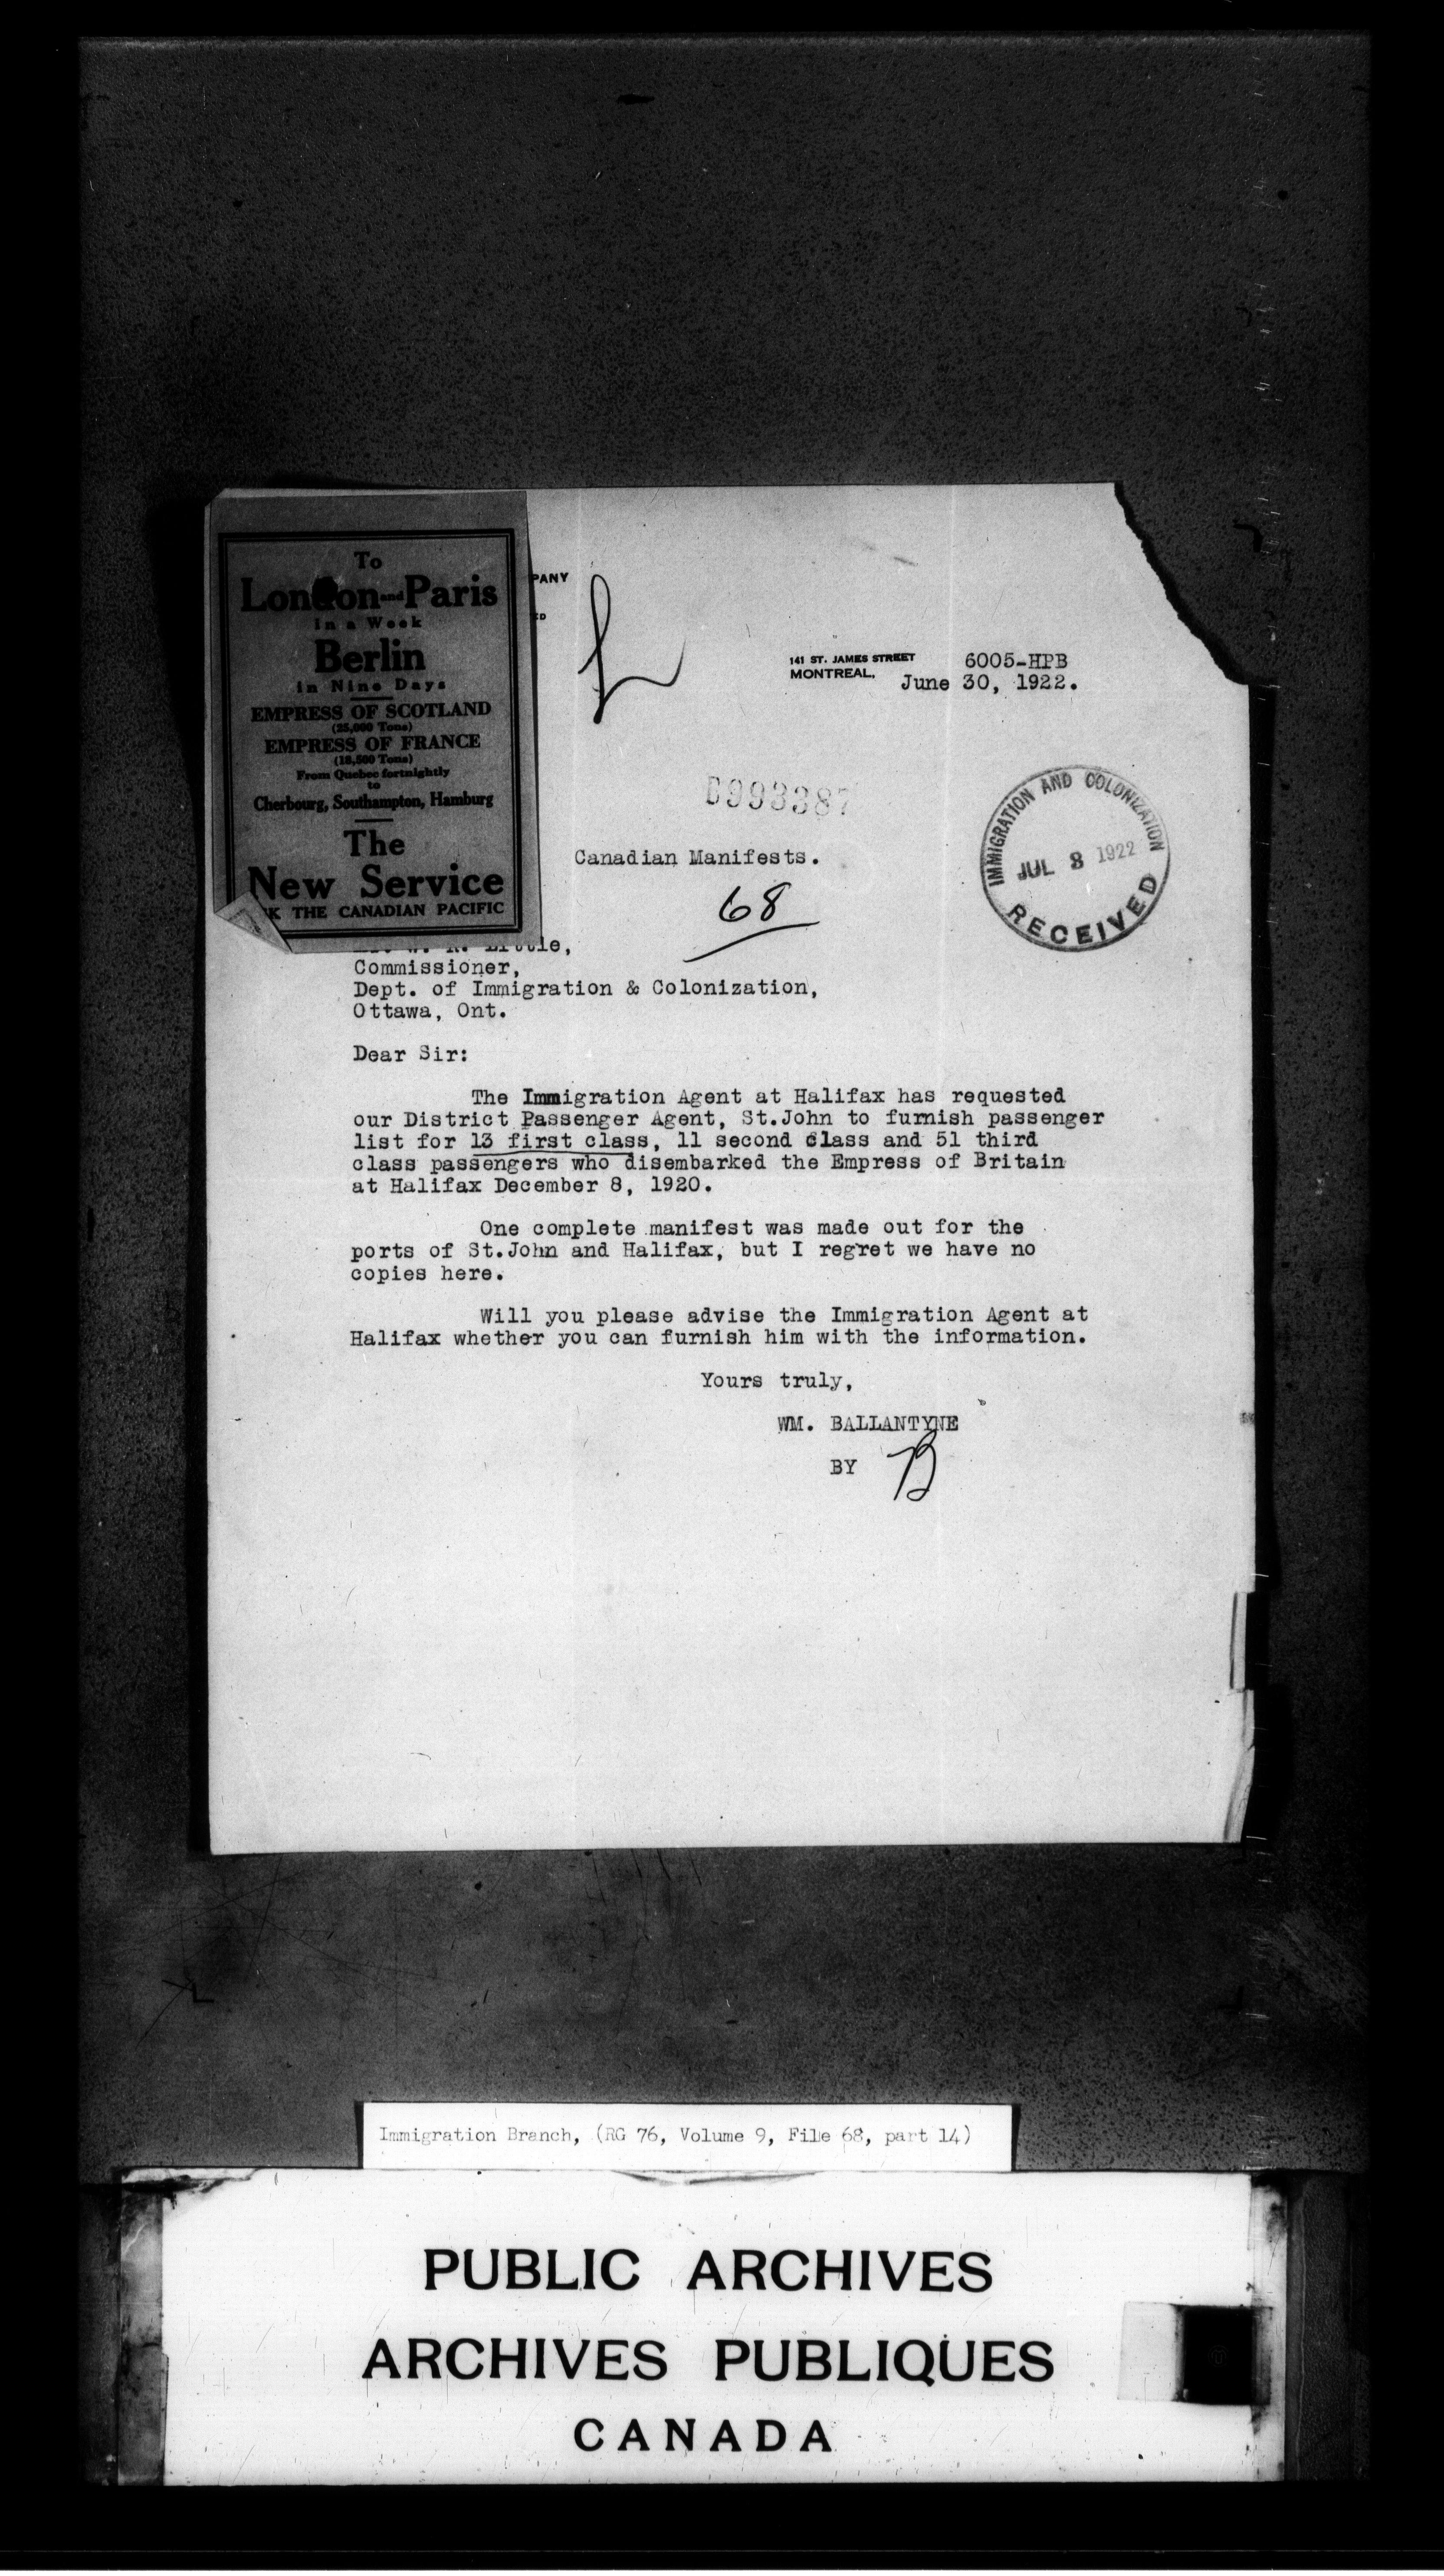 To
London and Paris
in a Week
Berlin
in Nine Days
EMPRESS OF SCOTLAND
(25,000 Tons)
EMPRESS OF FRANCE
(18,500 Tons)
From Quebec fortnightly
to
Cherbourg, Southampton, Hamburg
The
New Service
THE CANADIAN PACIFIC
141 ST. JAMES STREET 6005-HPB
MONTREAL, June 30, 1922.
993387
IMMIGRATION AND COLONIZATION
JUL 8 1922
RECEIVED
Canadian Manifests.
68
Little,
Commissioner,
Dept. of Immigration & Colonization,
Ottawa, Ont.
Dear Sir:
The Immigration Agent at Halifax has requested
our District Passenger Agent, St.John to furnish passenger
list for 13 first class, 11 second class and 51 third
class passengers who disembarked the Empress of Britain
at Halifax December 8, 1920.
One complete manifest was made out for the
ports of St.John and Halifax, but I regret we have no
copies here.
Will you please advise the Immigration Agent at
Halifax whether you can furnish him with the information.
Yours truly,
WM. BALLANTYNE
BY B
Immigration Branch, (RG 76, Volume 9, File 68, part 14)
PUBLIC ARCHIVES
ARCHIVES PUBLIQUES
CANADA